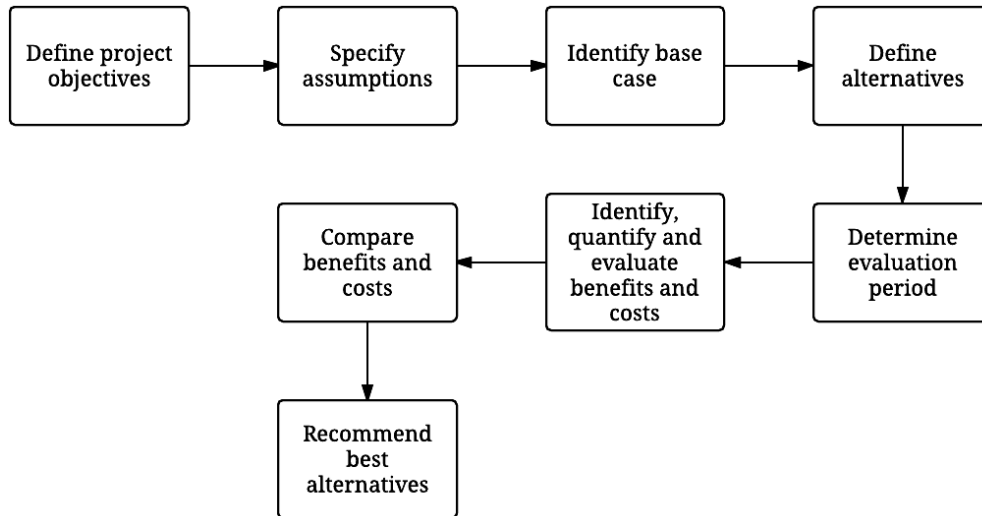 Define project
objectives
Specify
assumptions
Identify base
case
Define
alternatives
Determine
evaluation
period
Identify,
quantify and
evaluate
benefits and
costs
Compare
benefits and
costs
Recommend
best
alternatives